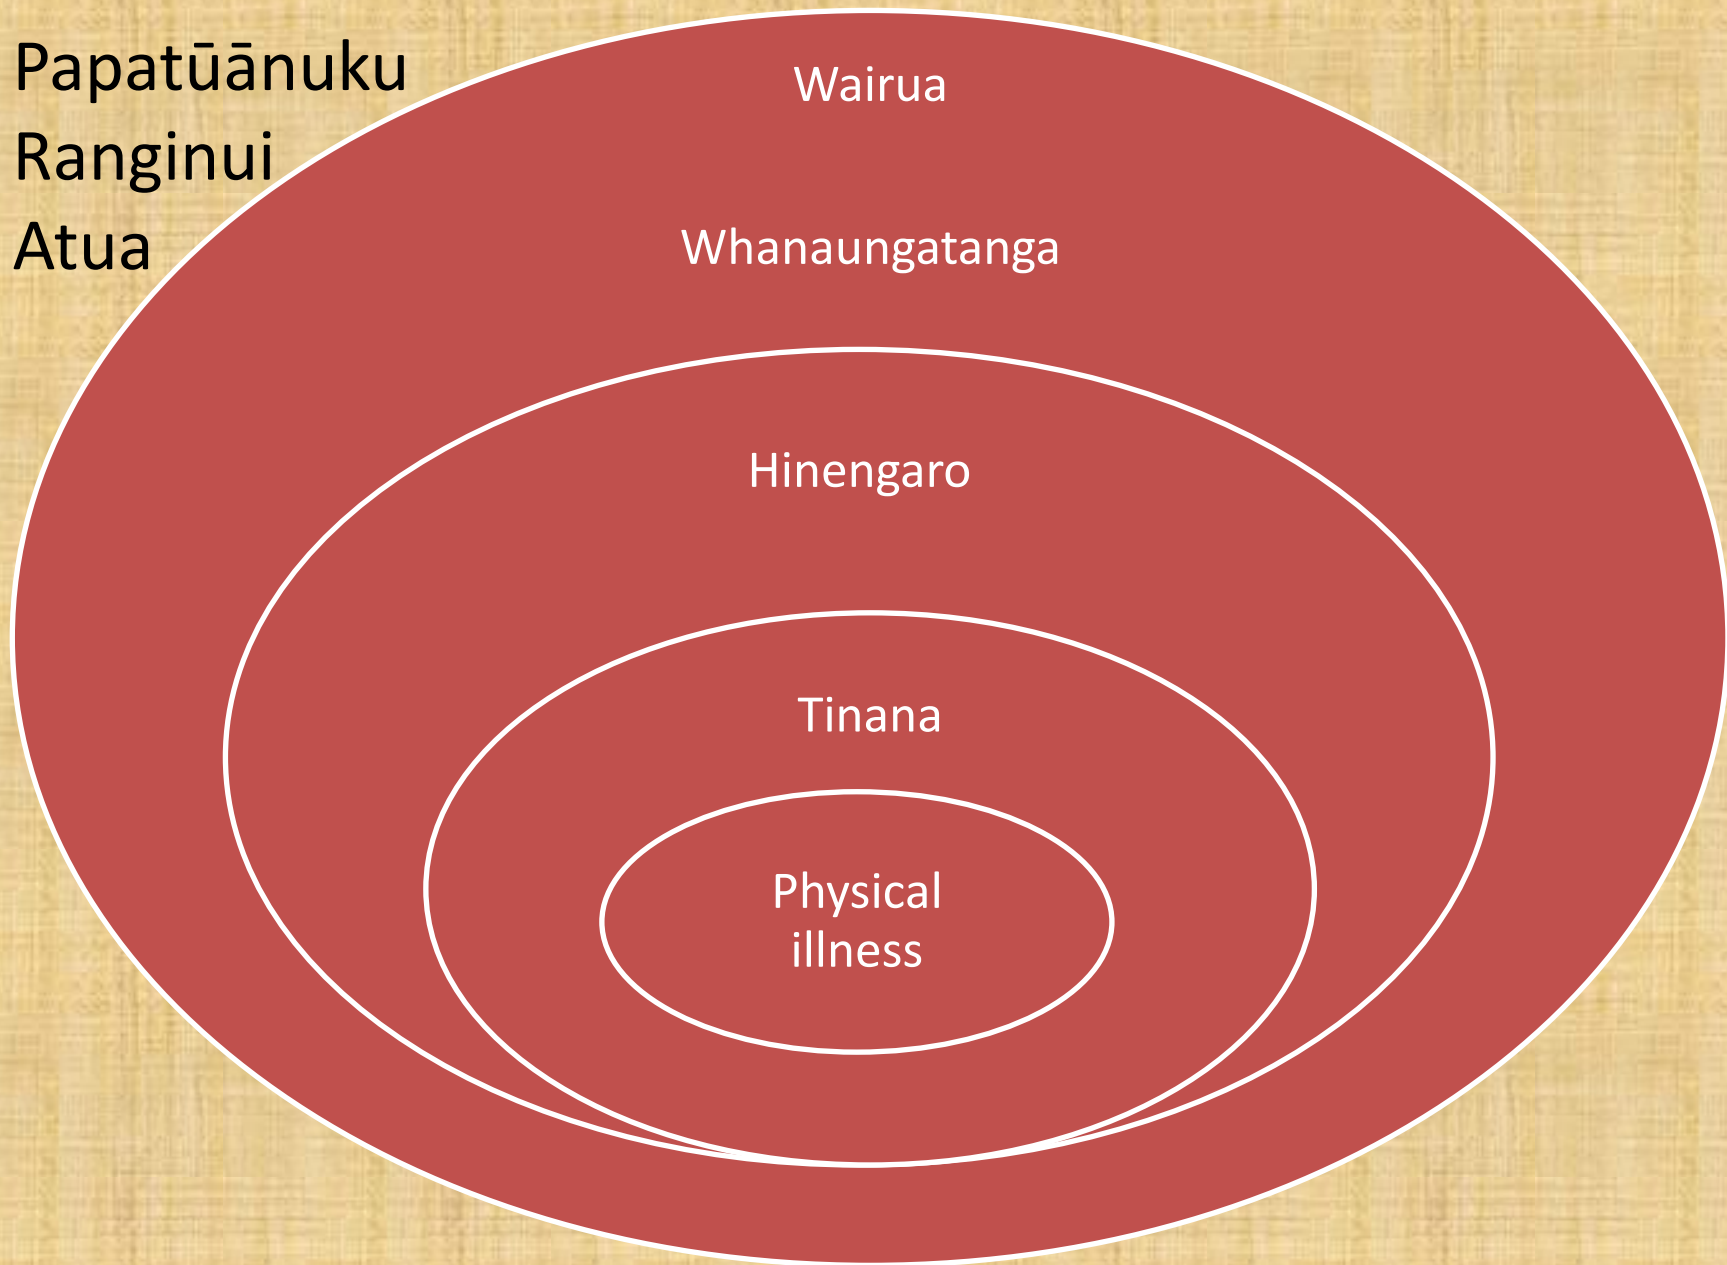 Papatūānuku
Ranginui
Atua
Wairua
Whanaungatanga
Hinengaro
Tinana
Physical
illness